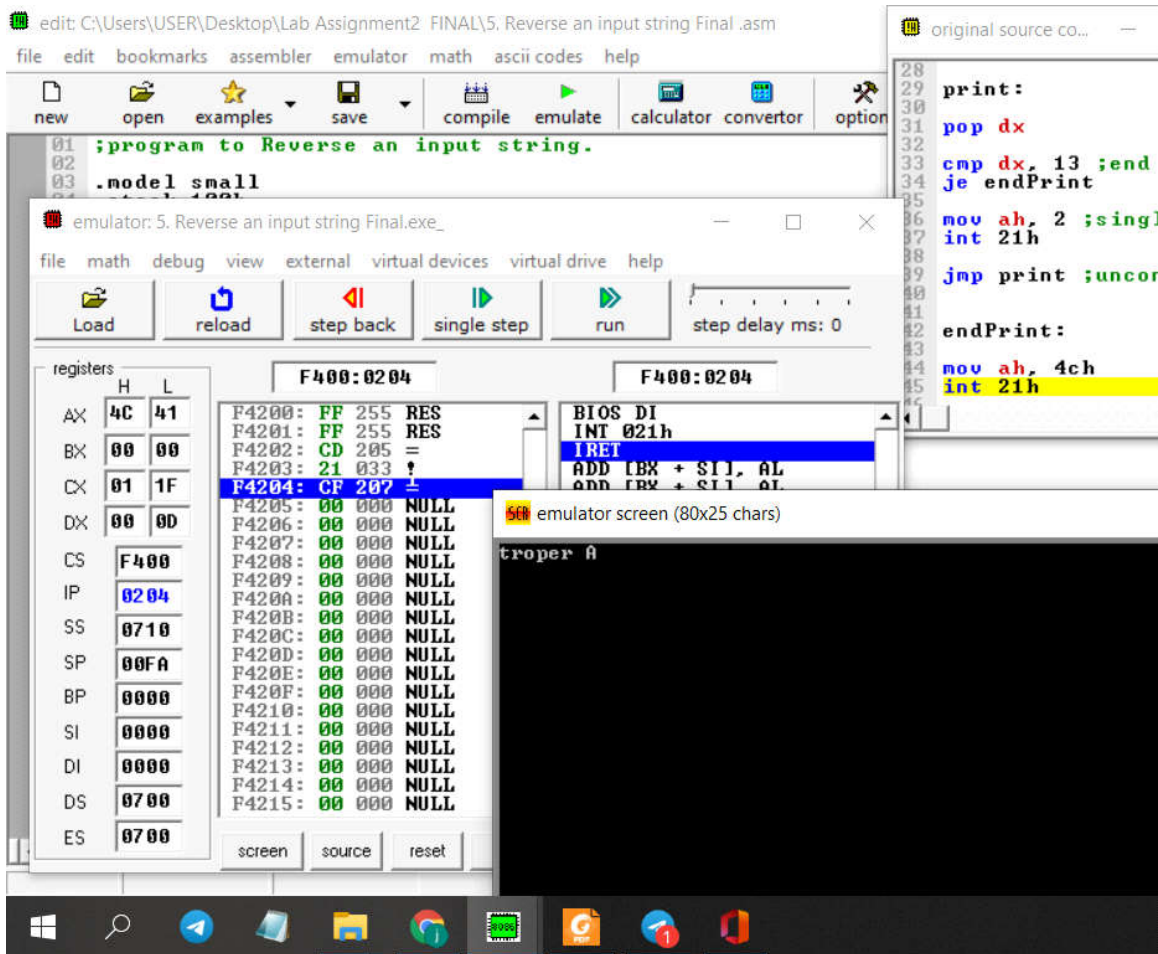 edit: C:\Users\USER\Desktop\Lab Assignment2 FINAL\5. Reverse an input string Final .asm
file edit bookmarks assembler emulator math ascii codes help
new open examples save compile emulate calculator convertor option
01 ;program to Reverse an input string.
02
03 .model small
original source co...
28
29 print:
30
31 pop dx
32
33 cmp dx, 13 ;end
34 je endPrint
35
36 mov ah, 2 ;singl
37 int 21h
38
39 jmp print ;uncon
40
41
42 endPrint:
43
44 mov ah, 4ch
45 int 21h
46
emulator: 5. Reverse an input string Final.exe_
file math debug view external virtual devices virtual drive help
Load reload step back single step run step delay ms: 0
registers
H L
AX 4C 41
BX 00 00
CX 01 1F
DX 00 0D
CS F400
IP 0204
SS 0710
SP 00FA
BP 0000
SI 0000
DI 0000
DS 0700
ES 0700
F400:0204
F4200: FF 255 RES
F4201: FF 255 RES
F4202: CD 205 =
F4203: 21 033 !
F4204: CF 207 ╧
F4205: 00 000 NULL
F4206: 00 000 NULL
F4207: 00 000 NULL
F4208: 00 000 NULL
F4209: 00 000 NULL
F420A: 00 000 NULL
F420B: 00 000 NULL
F420C: 00 000 NULL
F420D: 00 000 NULL
F420E: 00 000 NULL
F420F: 00 000 NULL
F4210: 00 000 NULL
F4211: 00 000 NULL
F4212: 00 000 NULL
F4213: 00 000 NULL
F4214: 00 000 NULL
F4215: 00 000 NULL
F400:0204
BIOS DI
INT 021h
IRET
ADD [BX + SI], AL
ADD [BX + SI], AL
screen source reset
emulator screen (80x25 chars)
troper A
8086
PDF
1